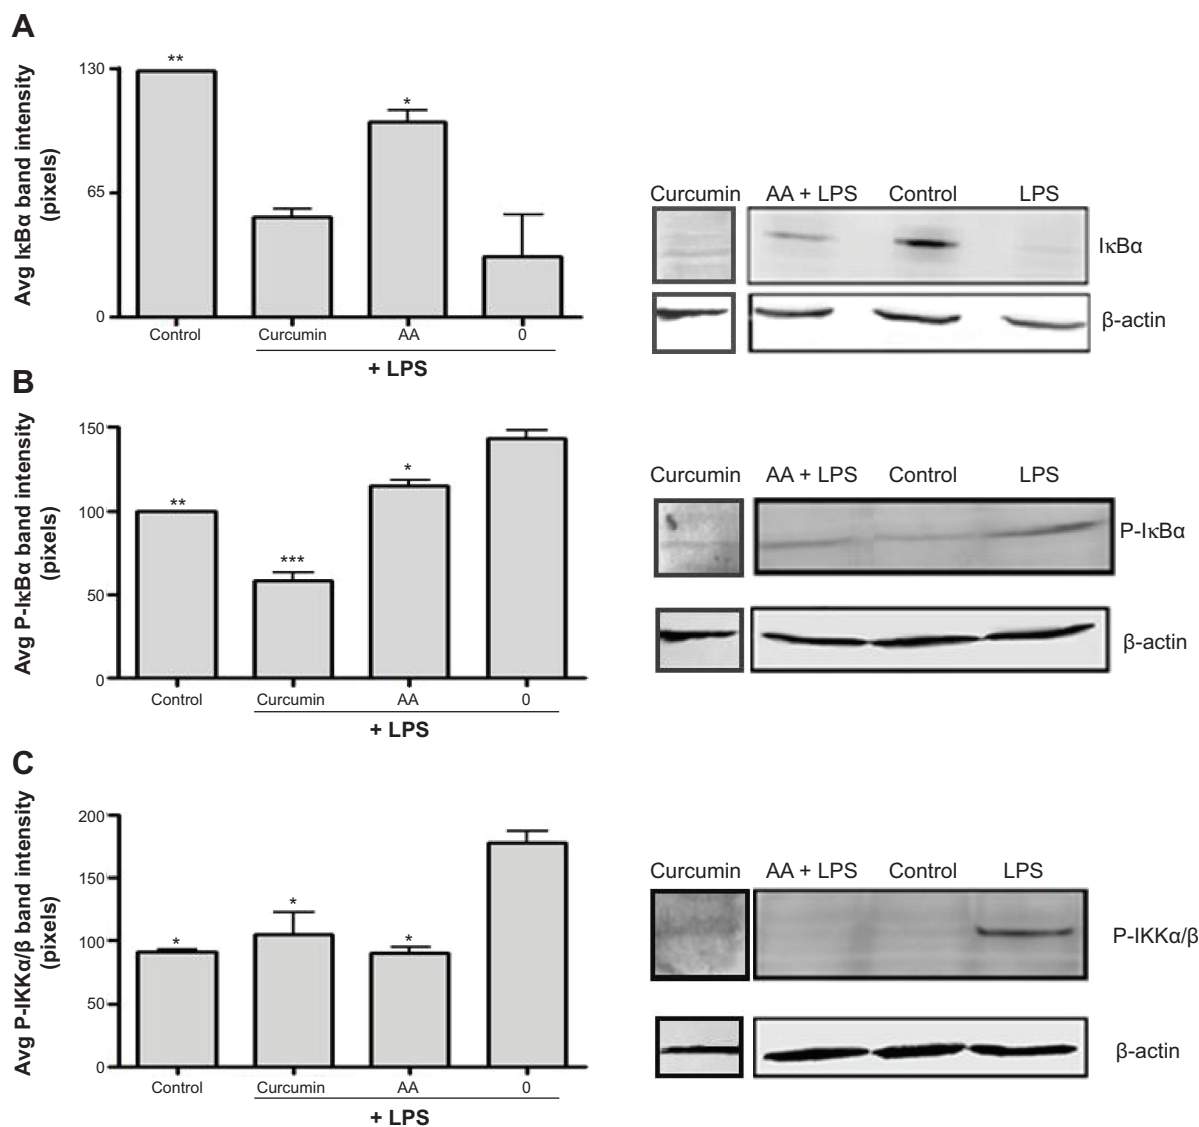 A
Avg IκBα band intensity
(pixels)
130
65
0
**
*
Control
Curcumin
AA
0
+ LPS
Curcumin
AA + LPS
Control
LPS
IκBα
β-actin
B
Avg P-IκBα band intensity
(pixels)
150
100
50
0
**
***
*
Control
Curcumin
AA
0
+ LPS
Curcumin
AA + LPS
Control
LPS
P-IκBα
β-actin
C
Avg P-IKKα/β band intensity
(pixels)
200
150
100
50
0
*
*
*
Control
Curcumin
AA
0
+ LPS
Curcumin
AA + LPS
Control
LPS
P-IKKα/β
β-actin